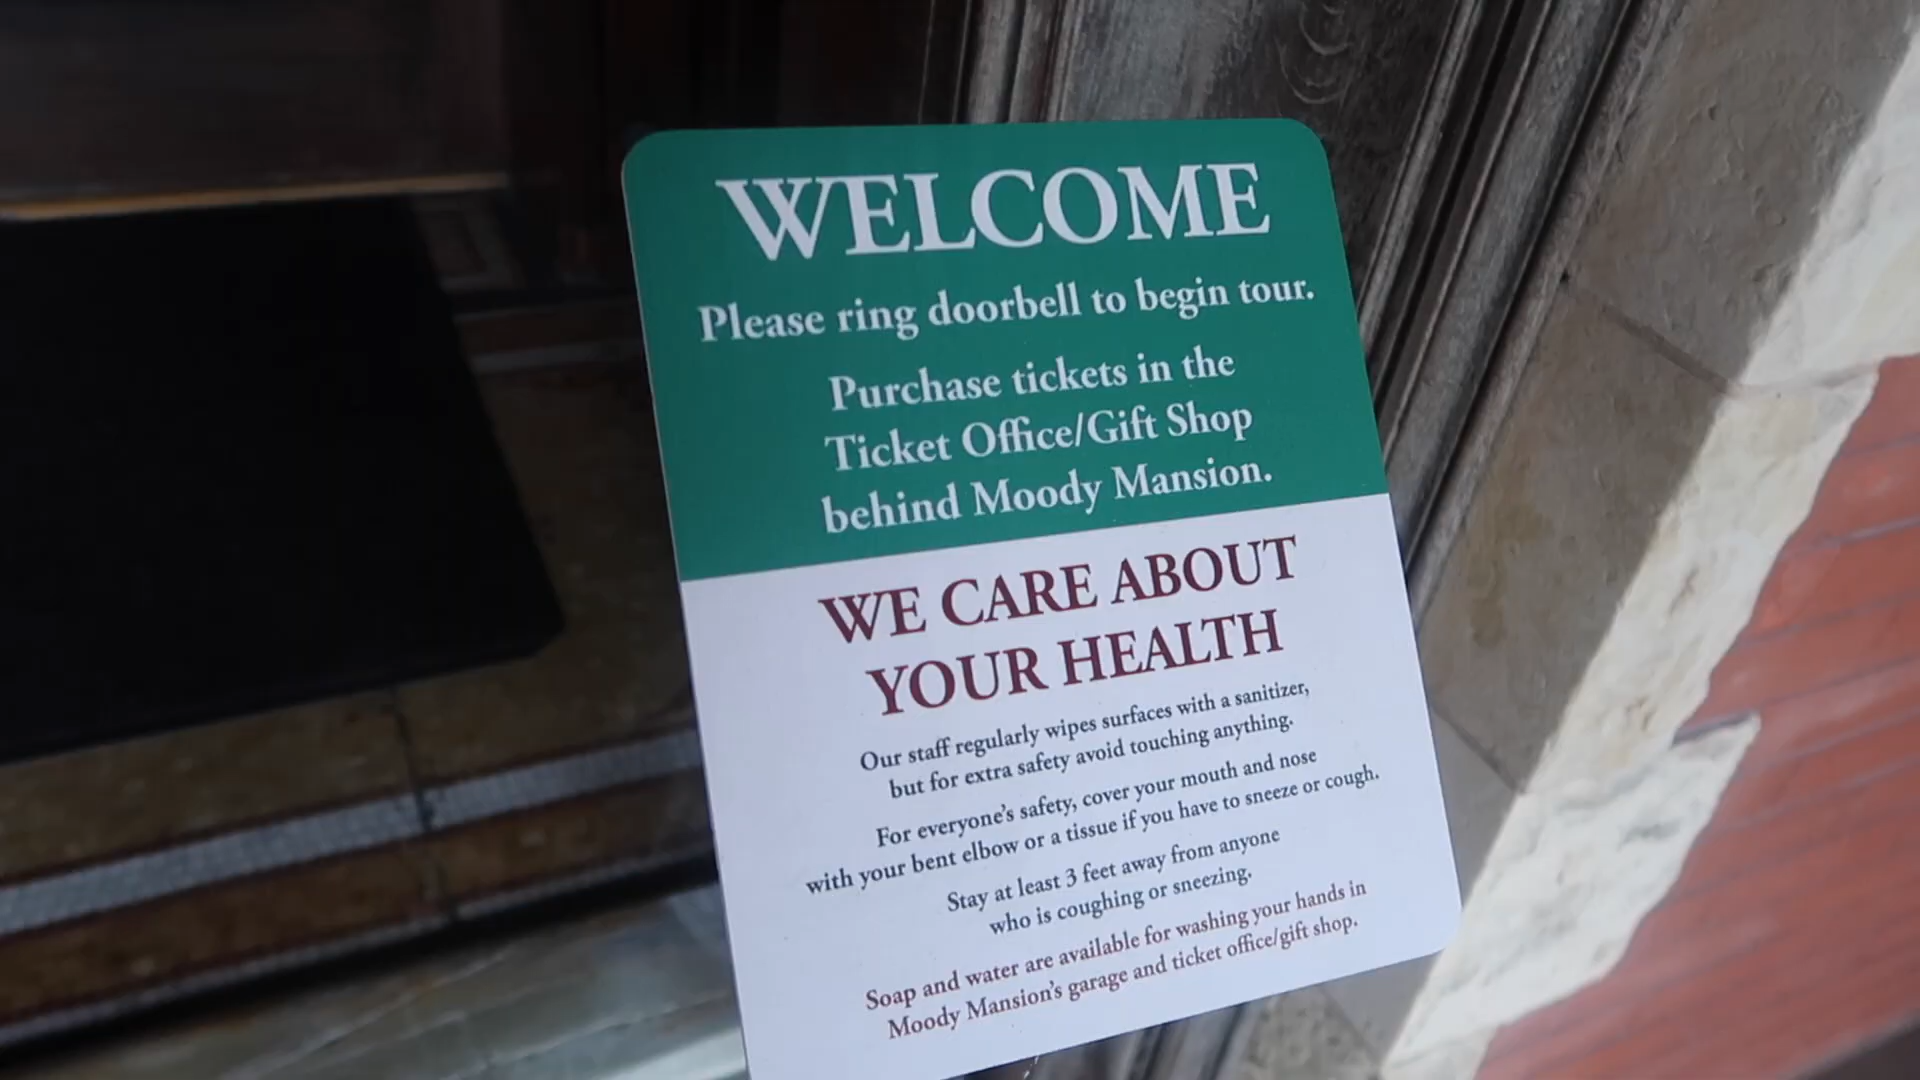 WELCOME
Please ring doorbell to begin tour.
Purchase tickets in the
Ticket Office/Gift Shop
behind Moody Mansion.
WE CARE ABOUT
YOUR HEALTH
Our staff regularly wipes surfaces with a sanitizer,
but for extra safety avoid touching anything.
For everyone's safety, cover your mouth and nose
with your bent elbow or a tissue if you have to sneeze or cough.
Stay at least 3 feet away from anyone
who is coughing or sneezing.
Soap and water are available for washing your hands in
Moody Mansion's garage and ticket office/gift shop.